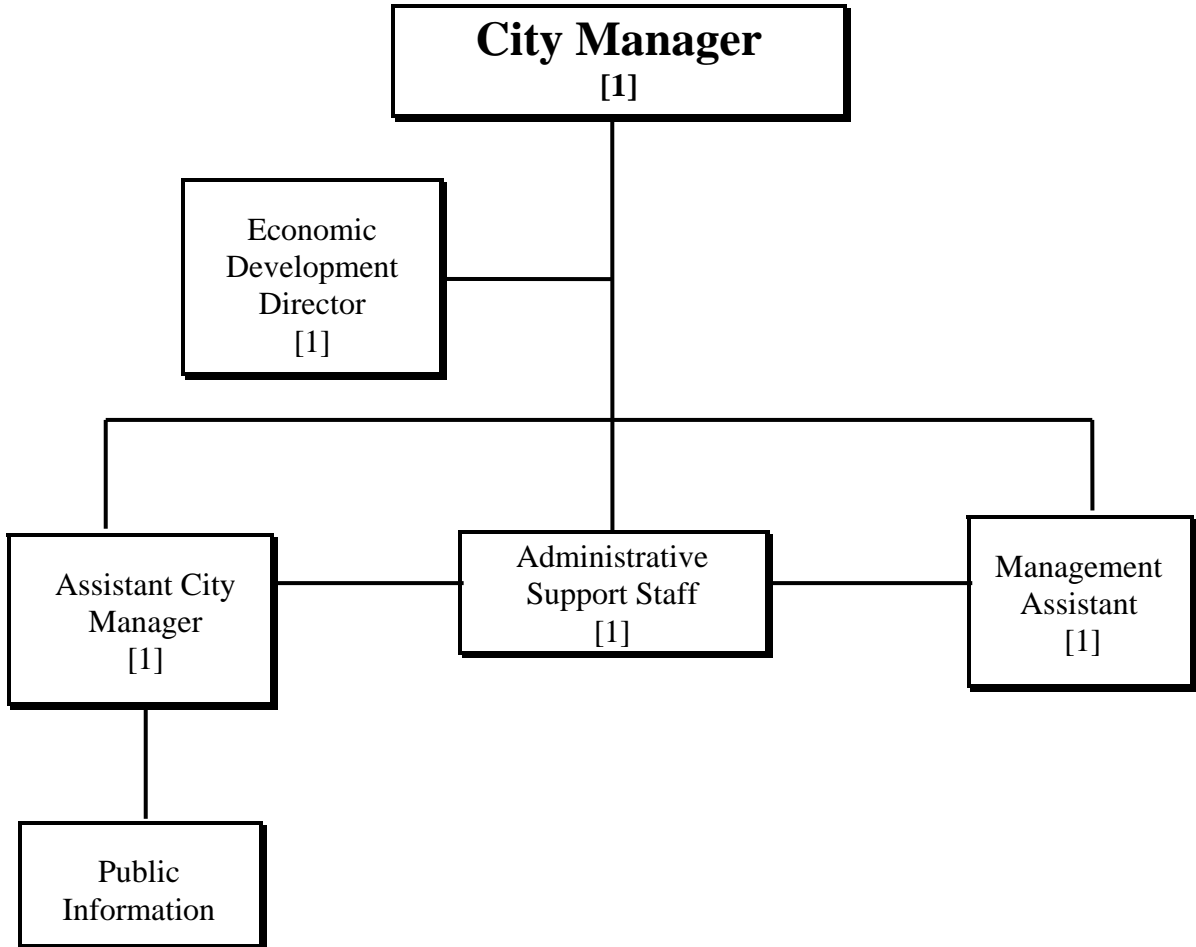 City Manager
[1]
Economic
Development
Director
[1]
Assistant City
Manager
[1]
Administrative
Support Staff
[1]
Management
Assistant
[1]
Public
Information